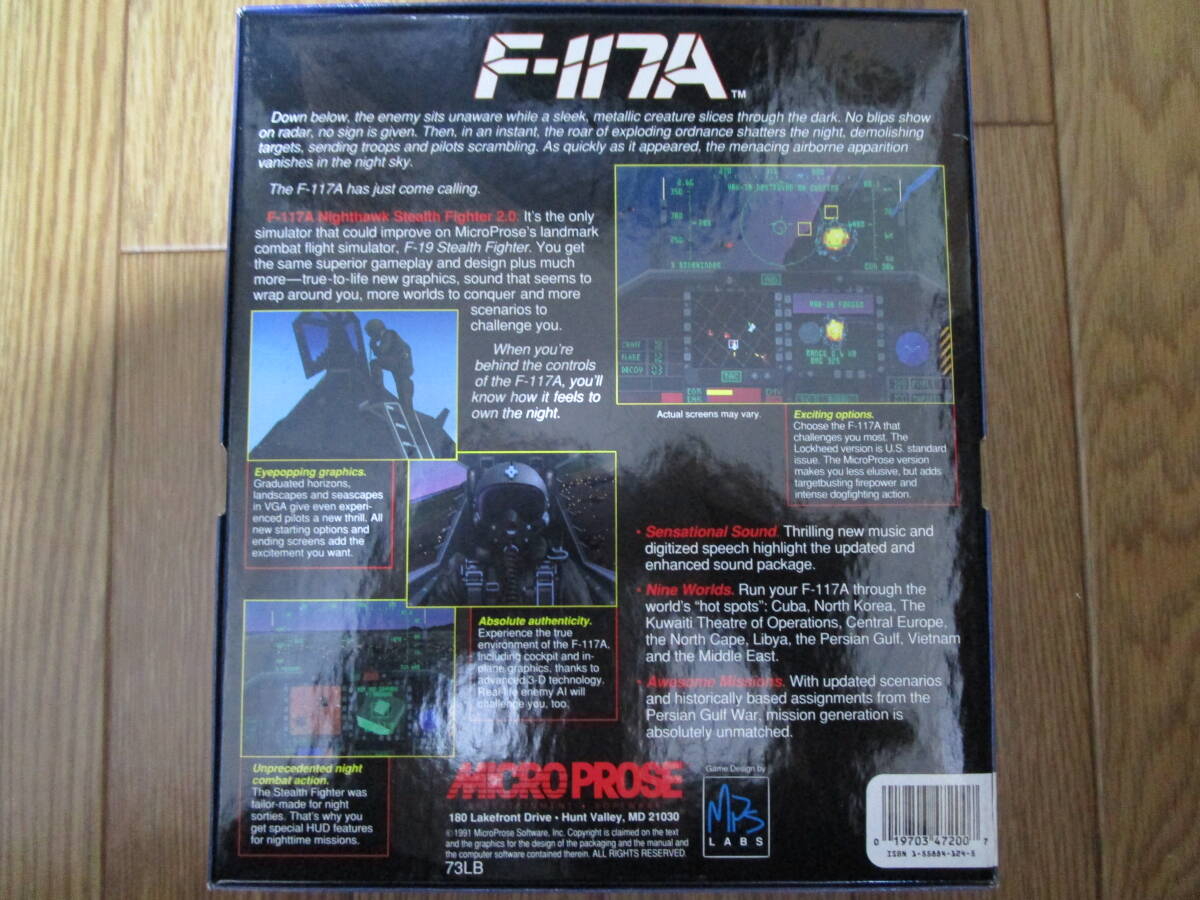 F-117A™
Down below, the enemy sits unaware while a sleek, metallic creature slices through the dark. No blips show
on radar, no sign is given. Then, in an instant, the roar of exploding ordnance shatters the night, demolishing
targets, sending troops and pilots scrambling. As quickly as it appeared, the menacing airborne apparition
vanishes in the night sky.
The F-117A has just come calling.
F-117A Nighthawk Stealth Fighter 2.0. It's the only
simulator that could improve on MicroProse's landmark
combat flight simulator, F-19 Stealth Fighter. You get
the same superior gameplay and design plus much
more—true-to-life new graphics, sound that seems to
wrap around you, more worlds to conquer and more
scenarios to
challenge you.
When you're
behind the controls
of the F-117A, you'll
know how it feels to
own the night.
Actual screens may vary.
Exciting options.
Choose the F-117A that
challenges you most. The
Lockheed version is U.S. standard
issue. The MicroProse version
makes you less elusive, but adds
targetbusting firepower and
intense dogfighting action.
Eyepopping graphics.
Graduated horizons,
landscapes and seascapes
in VGA give even experi-
enced pilots a new thrill. All
new starting options and
ending screens add the
excitement you want.
• Sensational Sound. Thrilling new music and
digitized speech highlight the updated and
enhanced sound package.
• Nine Worlds. Run your F-117A through the
world's "hot spots": Cuba, North Korea, The
Kuwaiti Theatre of Operations, Central Europe,
the North Cape, Libya, the Persian Gulf, Vietnam
and the Middle East.
• Awesome Missions. With updated scenarios
and historically based assignments from the
Persian Gulf War, mission generation is
absolutely unmatched.
Absolute authenticity.
Experience the true
environment of the F-117A.
Including cockpit and in-
plane graphics, thanks to
advanced 3-D technology.
Real-life enemy AI will
challenge you, too.
Unprecedented night
combat action.
The Stealth Fighter was
tailor-made for night
sorties. That's why you
get special HUD features
for nighttime missions.
MICROPROSE
ENTERTAINMENT • SOFTWARE
180 Lakefront Drive • Hunt Valley, MD 21030
© 1991 MicroProse Software, Inc. Copyright is claimed on the text
and the graphics for the design of the packaging and the manual and
the computer software contained therein. ALL RIGHTS RESERVED.
73LB
Game Design by
MPS
LABS
0 19703 47200 7
ISBN 1-55884-124-5